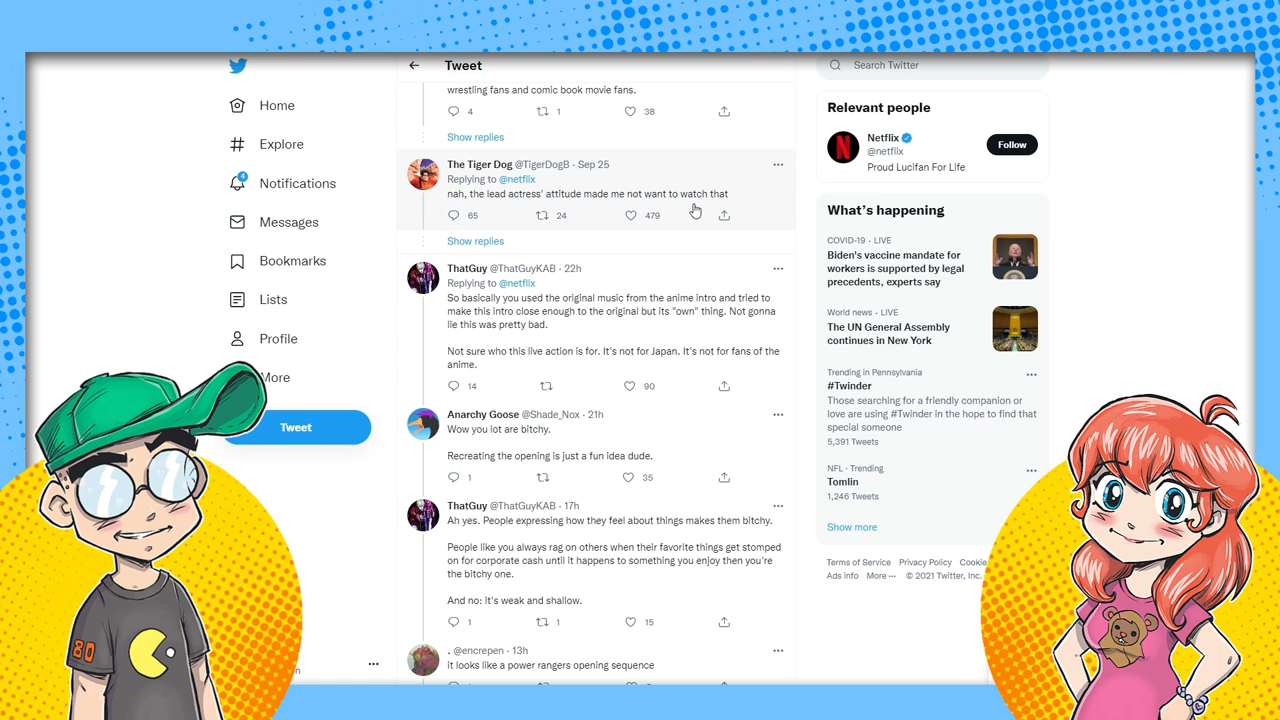 Tweet
Search Twitter
Home
Explore
4
Notifications
Messages
Bookmarks
Lists
Profile
More
Tweet
wrestling fans and comic book movie fans.
4 1 38
Show replies
The Tiger Dog @TIgerDogB · Sep 25
Replying to @netflix
nah, the lead actress' attitude made me not want to watch that
65 24 479
Show replies
ThatGuy @ThatGuyKAB · 22h
Replying to @netflix
So basically you used the original music from the anime intro and tried to
make this intro close enough to the original but its "own" thing. Not gonna
lie this was pretty bad.
Not sure who this live action is for. It's not for Japan. It's not for fans of the
anime.
14 90
Anarchy Goose @Shade_Nox · 21h
Wow you lot are bitchy.
Recreating the opening is just a fun idea dude.
1 35
ThatGuy @ThatGuyKAB · 17h
Ah yes. People expressing how they feel about things makes them bitchy.
People like you always rag on others when their favorite things get stomped
on for corporate cash until it happens to something you enjoy then you're
the bitchy one.
And no: it's weak and shallow.
1 1 15
. @encrepen · 13h
it looks like a power rangers opening sequence
Relevant people
Netflix
@netflix
Follow
Proud Lucifan For Life
What's happening
COVID-19 · LIVE
Biden's vaccine mandate for
workers is supported by legal
precedents, experts say
World news · LIVE
The UN General Assembly
continues in New York
Trending in Pennsylvania
#Twinder
Those searching for a friendly companion or
love are using #Twinder in the hope to find that
special someone
5,391 Tweets
NFL · Trending
Tomlin
1,246 Tweets
Show more
Terms of Service Privacy Policy Cookie
Ad info More ··· © 2021 Twitter, Inc.
80